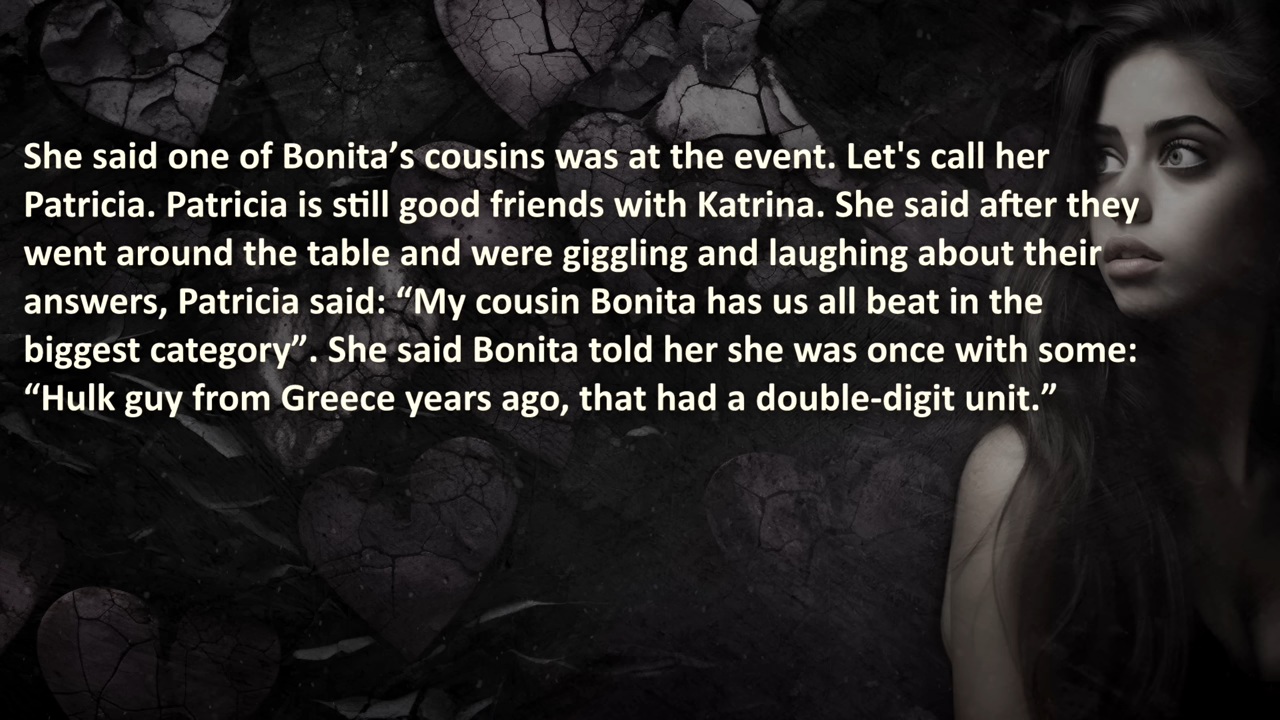 She said one of Bonita’s cousins was at the event. Let's call her
Patricia. Patricia is still good friends with Katrina. She said after they
went around the table and were giggling and laughing about their
answers, Patricia said: “My cousin Bonita has us all beat in the
biggest category”. She said Bonita told her she was once with some:
“Hulk guy from Greece years ago, that had a double-digit unit.”